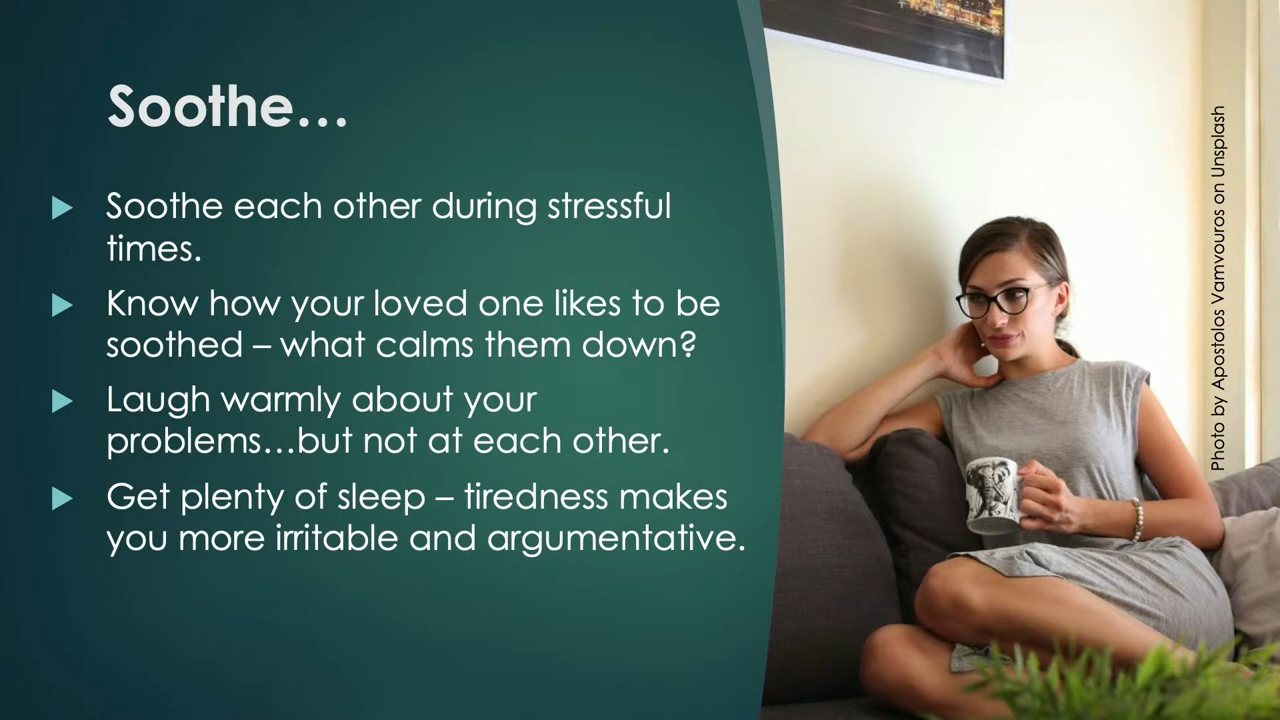 Soothe…
Soothe each other during stressful
times.
Know how your loved one likes to be
soothed – what calms them down?
Laugh warmly about your
problems…but not at each other.
Get plenty of sleep – tiredness makes
you more irritable and argumentative.
Photo by Apostolos Vamvouros on Unsplash